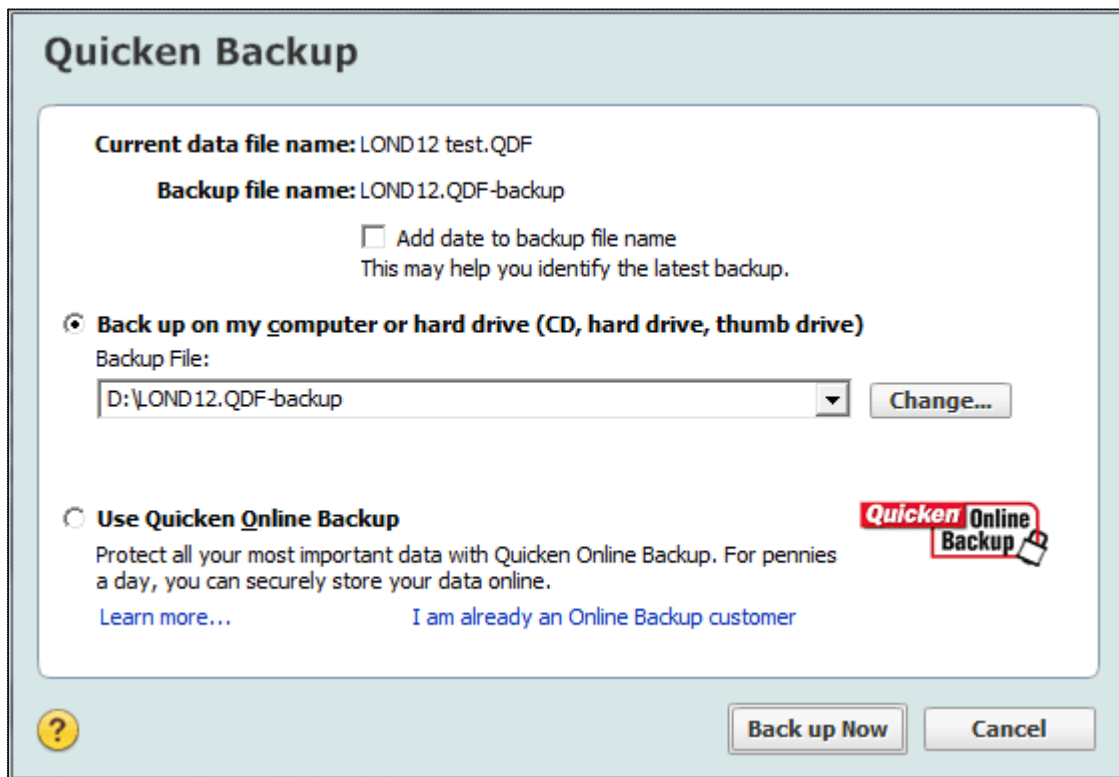 Quicken Backup
Current data file name: LOND12 test.QDF
Backup file name: LOND12.QDF-backup
Add date to backup file name
This may help you identify the latest backup.
Back up on my computer or hard drive (CD, hard drive, thumb drive)
Backup File:
D:\LOND12.QDF-backup
Change...
Use Quicken Online Backup
Quicken Online
Backup
Protect all your most important data with Quicken Online Backup. For pennies
a day, you can securely store your data online.
Learn more...
I am already an Online Backup customer
?
Back up Now
Cancel